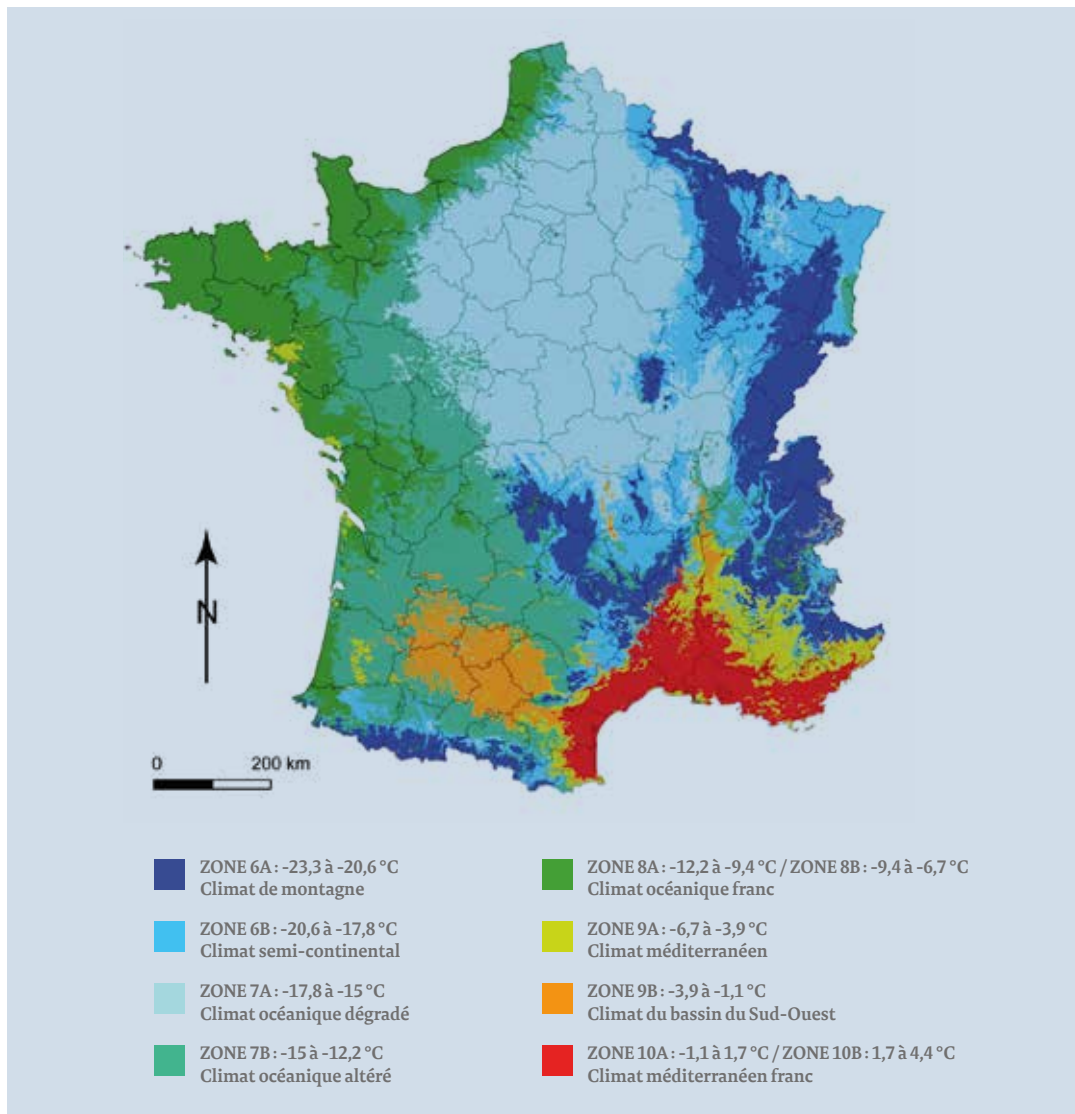 N
0 200 km
ZONE 6A : -23,3 à -20,6 °C
Climat de montagne
ZONE 6B : -20,6 à -17,8 °C
Climat semi-continental
ZONE 7A : -17,8 à -15 °C
Climat océanique dégradé
ZONE 7B : -15 à -12,2 °C
Climat océanique altéré
ZONE 8A : -12,2 à -9,4 °C / ZONE 8B : -9,4 à -6,7 °C
Climat océanique franc
ZONE 9A : -6,7 à -3,9 °C
Climat méditerranéen
ZONE 9B : -3,9 à -1,1 °C
Climat du bassin du Sud-Ouest
ZONE 10A : -1,1 à 1,7 °C / ZONE 10B : 1,7 à 4,4 °C
Climat méditerranéen franc